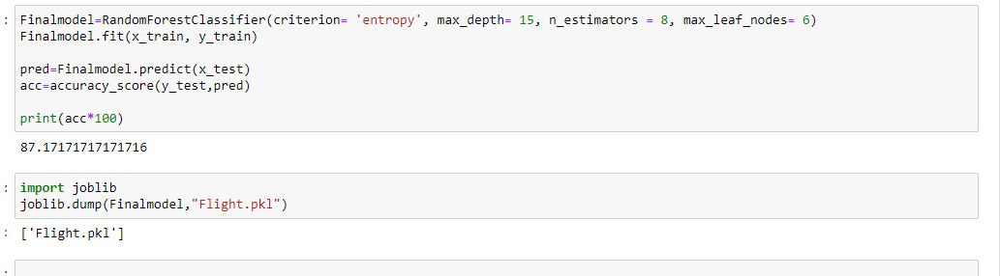 : Finalmodel=RandomForestClassifier(criterion= 'entropy', max_depth= 15, n_estimators = 8, max_leaf_nodes= 6)
Finalmodel.fit(x_train, y_train)
pred=Finalmodel.predict(x_test)
acc=accuracy_score(y_test,pred)
print(acc*100)
87.17171717171716
: import joblib
joblib.dump(Finalmodel,"Flight.pkl")
: ['Flight.pkl']